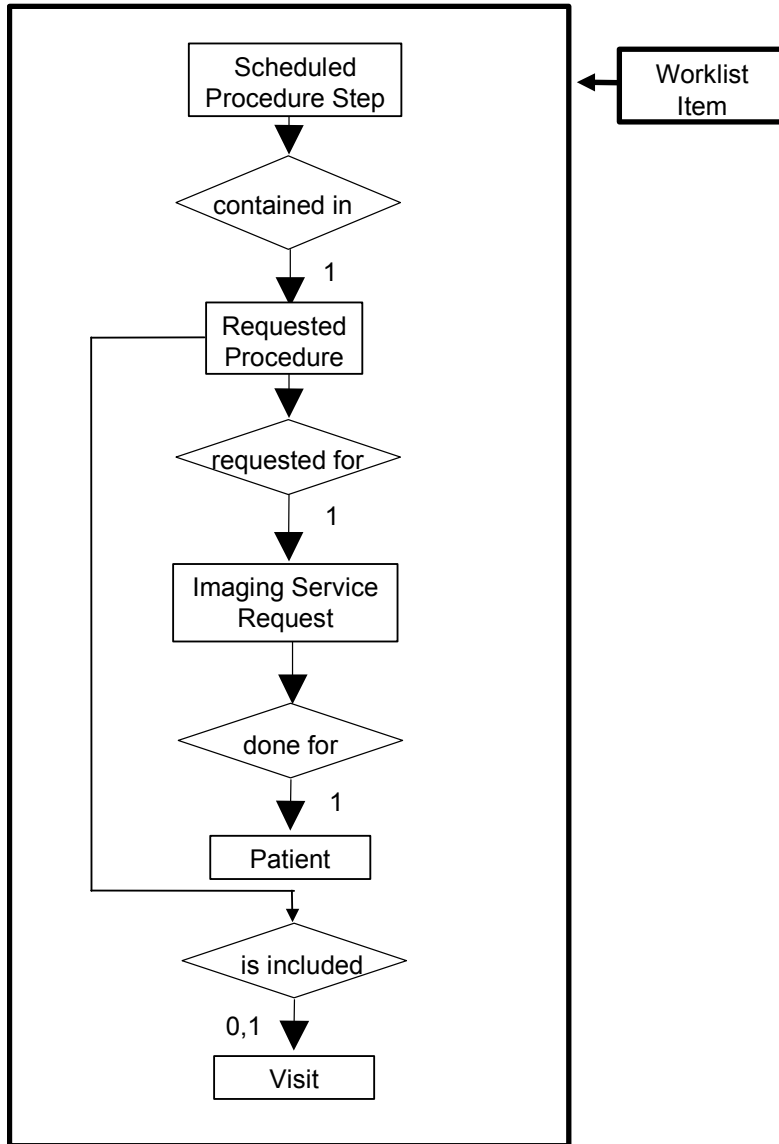 Scheduled
Procedure Step
Worklist
Item
contained in
1
Requested
Procedure
requested for
1
Imaging Service
Request
done for
1
Patient
is included
0,1
Visit